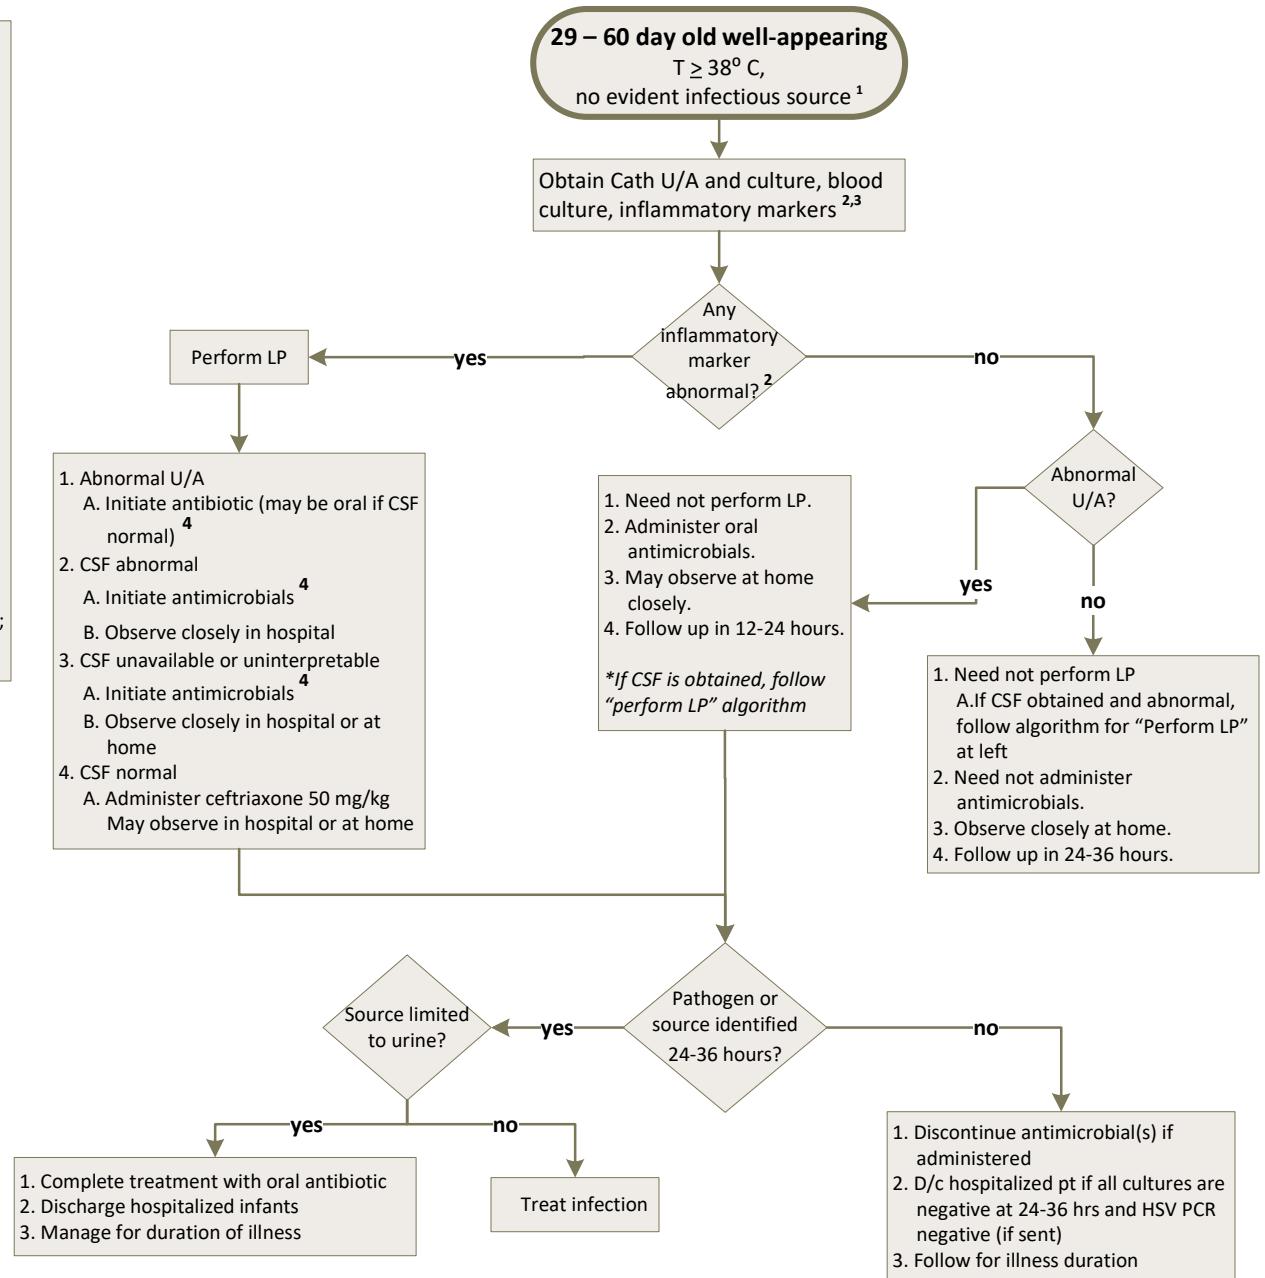 29 – 60 day old well-appearing
T ≥ 38⁰ C,
no evident infectious source ¹
Obtain Cath U/A and culture, blood
culture, inflammatory markers ²,³
Any
inflammatory
marker
abnormal? ²
yes
no
Perform LP
Abnormal
U/A?
1. Abnormal U/A
A. Initiate antibiotic (may be oral if CSF
normal) ⁴
2. CSF abnormal
A. Initiate antimicrobials ⁴
B. Observe closely in hospital
3. CSF unavailable or uninterpretable
A. Initiate antimicrobials ⁴
B. Observe closely in hospital or at
home
4. CSF normal
A. Administer ceftriaxone 50 mg/kg
May observe in hospital or at home
;
1. Need not perform LP.
2. Administer oral
antimicrobials.
3. May observe at home
closely.
4. Follow up in 12-24 hours.
*If CSF is obtained, follow
“perform LP” algorithm
yes
no
1. Need not perform LP
A.If CSF obtained and abnormal,
follow algorithm for “Perform LP”
at left
2. Need not administer
antimicrobials.
3. Observe closely at home.
4. Follow up in 24-36 hours.
Pathogen or
source identified
24-36 hours?
yes
no
Source limited
to urine?
yes
no
1. Complete treatment with oral antibiotic
2. Discharge hospitalized infants
3. Manage for duration of illness
Treat infection
1. Discontinue antimicrobial(s) if
administered
2. D/c hospitalized pt if all cultures are
negative at 24-36 hrs and HSV PCR
negative (if sent)
3. Follow for illness duration